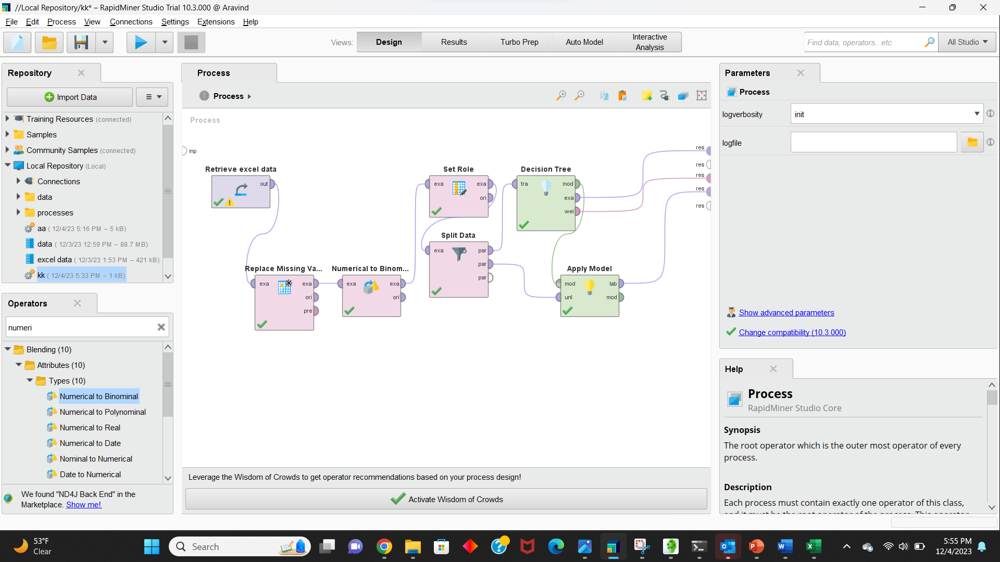 //Local Repository/kk* – RapidMiner Studio Trial 10.3.000 @ Aravind
File Edit Process View Connections Settings Extensions Help
Views: Design Results Turbo Prep Auto Model Interactive Analysis
Find data, operators...etc All Studio
Repository
Import Data
Training Resources (connected)
Samples
Community Samples (connected)
Local Repository (Local)
Connections
data
processes
aa ( 12/4/23 5:16 PM – 5 kB)
data ( 12/3/23 12:59 PM – 88.7 MB)
excel data ( 12/3/23 1:53 PM – 421 kB)
kk ( 12/4/23 5:33 PM – 1 kB)
Operators
numeri
Blending (10)
Attributes (10)
Types (10)
Numerical to Binominal
Numerical to Polynominal
Numerical to Real
Numerical to Date
Nominal to Numerical
Date to Numerical
We found "ND4J Back End" in the
Marketplace. Show me!
Process
Process
Process
inp
res
res
res
res
res
Retrieve excel data
out
Replace Missing Va...
exa exa
ori
pre
Numerical to Binom...
exa exa
ori
Set Role
exa exa
ori
Split Data
exa par
par
par
Decision Tree
tra mod
exa
wei
Apply Model
mod lab
unl mod
Leverage the Wisdom of Crowds to get operator recommendations based on your process design!
Activate Wisdom of Crowds
Parameters
Process
logverbosity init
logfile
Show advanced parameters
Change compatibility (10.3.000)
Help
Process
RapidMiner Studio Core
Synopsis
The root operator which is the outer most operator of every
process.
Description
Each process must contain exactly one operator of this class,
and it must be the root operator of the process. This operator
53°F
Clear
Search
5:55 PM
12/4/2023